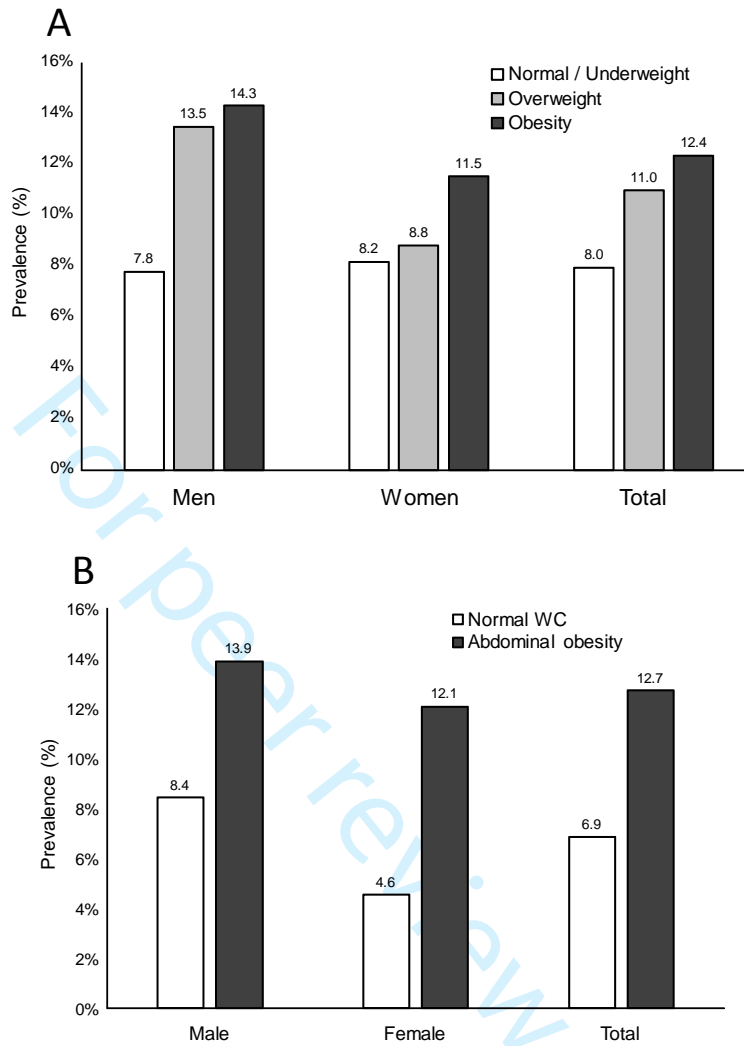 A
16%
14%
12%
10%
8%
6%
4%
2%
0%
Prevalence (%)
Normal / Underweight
Overweight
Obesity
7.8
13.5
14.3
8.2
8.8
11.5
8.0
11.0
12.4
Men
Women
Total
B
16%
14%
12%
10%
8%
6%
4%
2%
0%
Prevalence (%)
Normal WC
Abdominal obesity
8.4
13.9
4.6
12.1
6.9
12.7
Male
Female
Total
For peer review